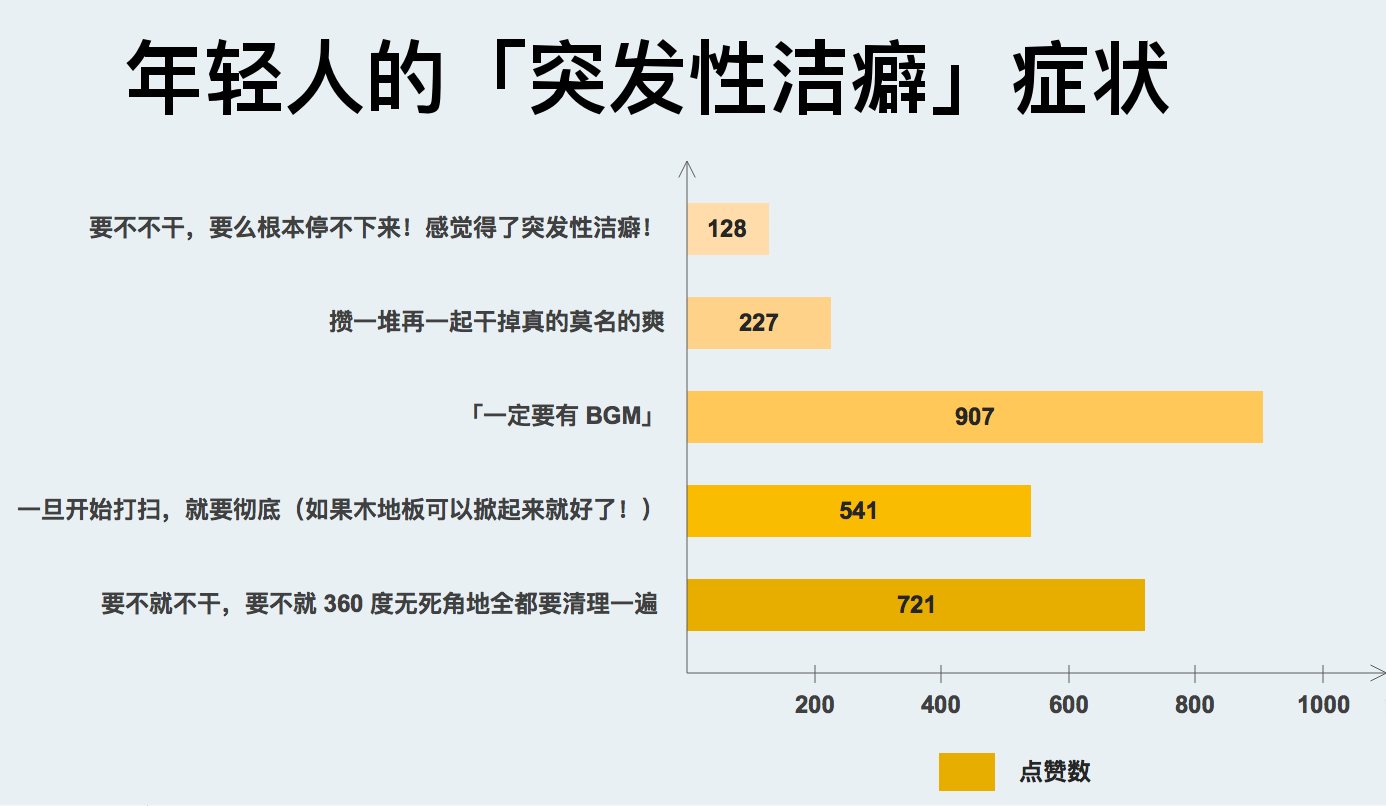 年轻人的「突发性洁癖」症状
要不不干，要么根本停不下来！感觉得了突发性洁癖！
128
攒一堆再一起干掉真的莫名的爽
227
「一定要有 BGM」
907
一旦开始打扫，就要彻底（如果木地板可以掀起来就好了！）
541
要不就不干，要不就 360 度无死角地全都要清理一遍
721
200 400 600 800 1000
点赞数